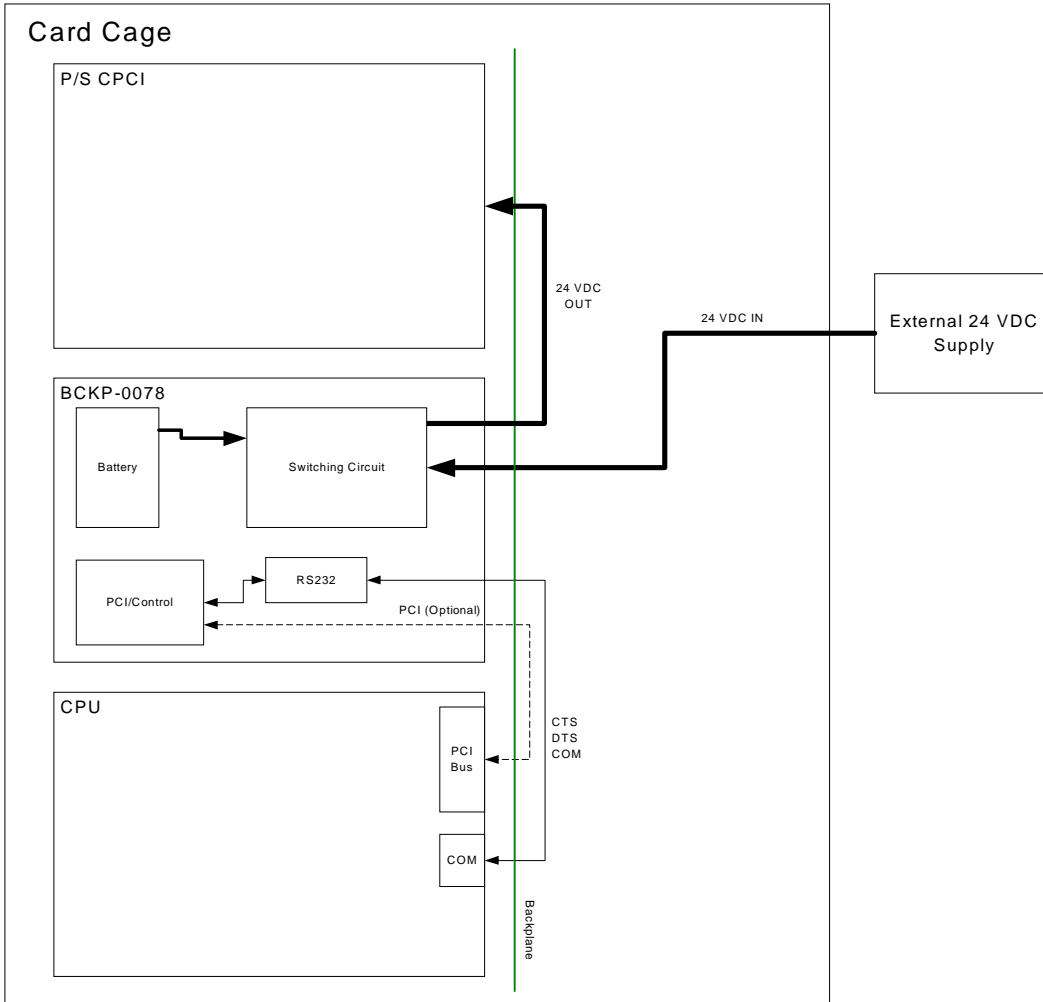 Card Cage
P/S CPCI
24 VDC
OUT
24 VDC IN
External 24 VDC
Supply
BCKP-0078
Battery
Switching Circuit
RS232
PCI/Control
PCI (Optional)
CPU
PCI
Bus
CTS
DTS
COM
COM
Backplane